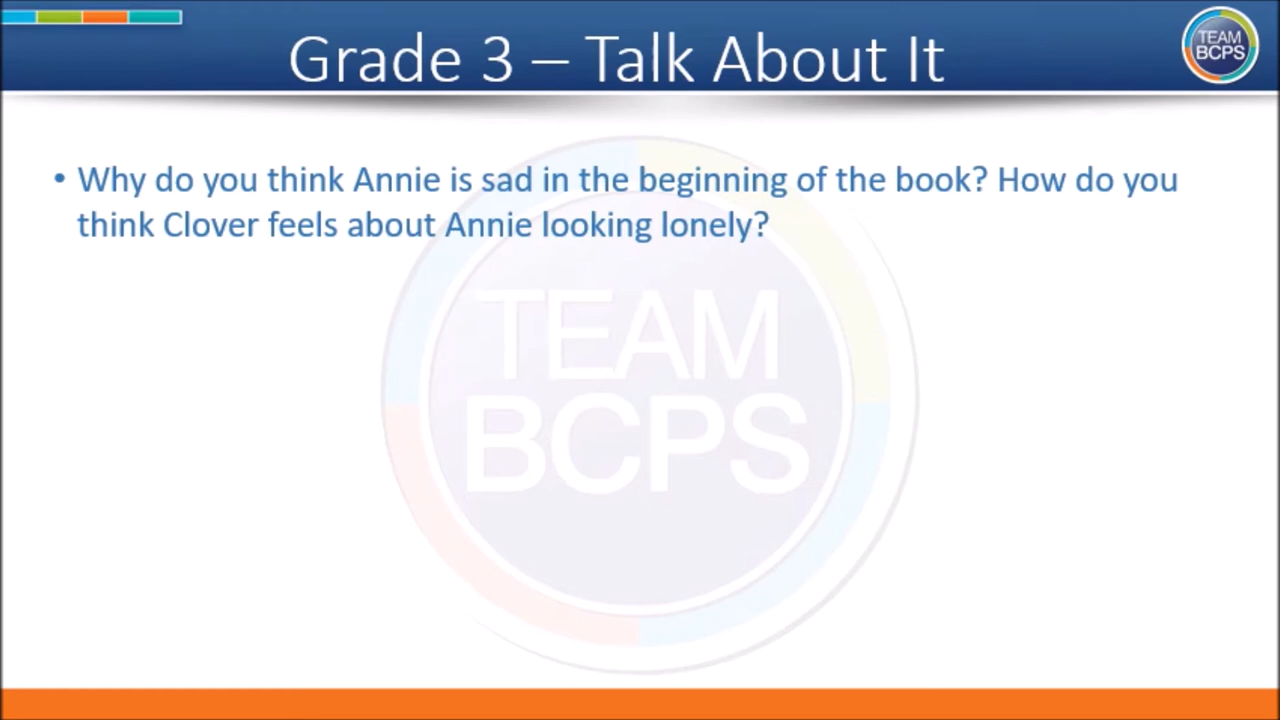 Grade 3 – Talk About It
TEAM
BCPS
• Why do you think Annie is sad in the beginning of the book? How do you
think Clover feels about Annie looking lonely?
TEAM
BCPS